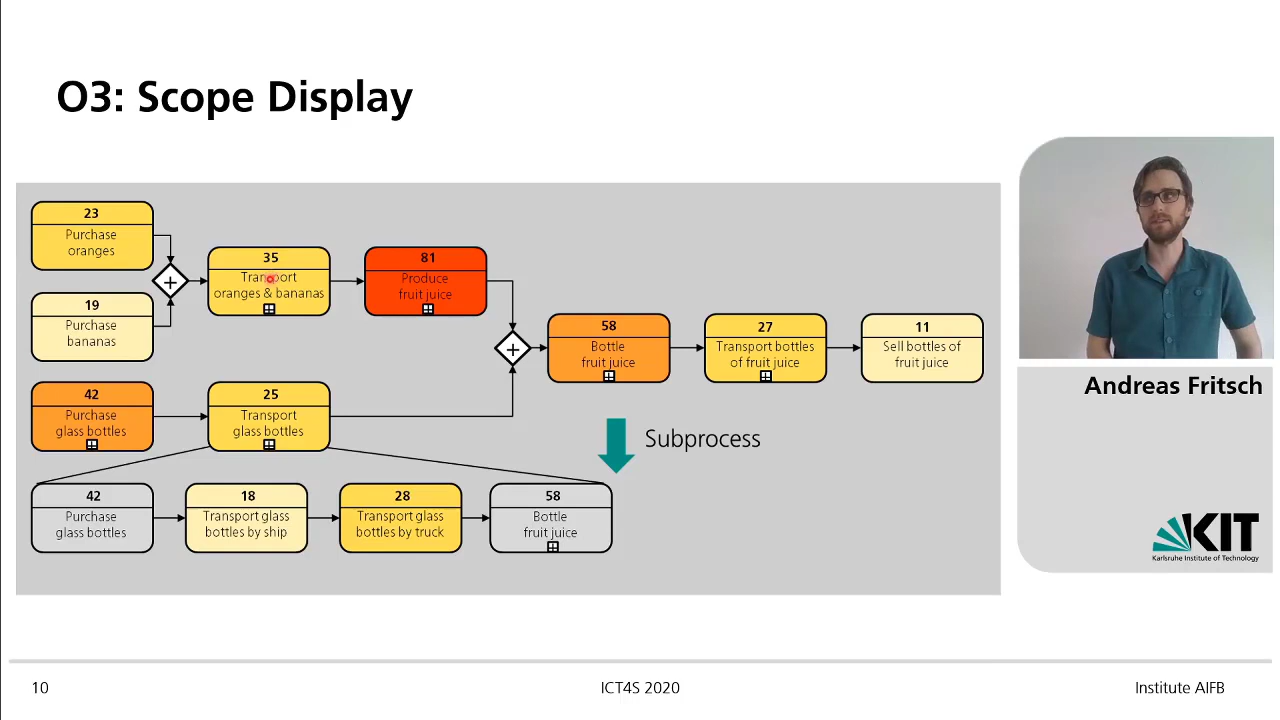 O3: Scope Display
23
Purchase
oranges
19
Purchase
bananas
35
Transport
oranges & bananas
81
Produce
fruit juice
42
Purchase
glass bottles
25
Transport
glass bottles
58
Bottle
fruit juice
27
Transport bottles
of fruit juice
11
Sell bottles of
fruit juice
Subprocess
42
Purchase
glass bottles
18
Transport glass
bottles by ship
28
Transport glass
bottles by truck
58
Bottle
fruit juice
Andreas Fritsch
KIT
Karlsruhe Institute of Technology
10
ICT4S 2020
Institute AIFB